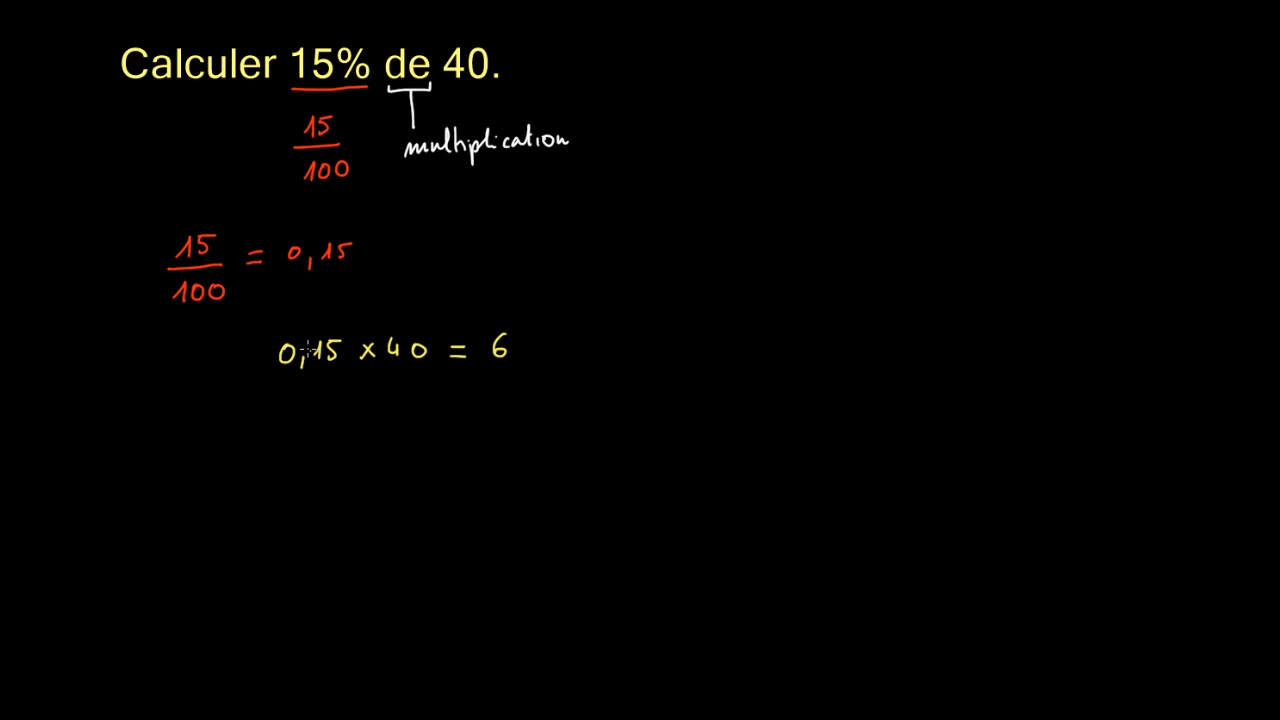 Calculer 15% de 40.
15
100
multiplication
15
100 = 0,15
0,15 × 40 = 6